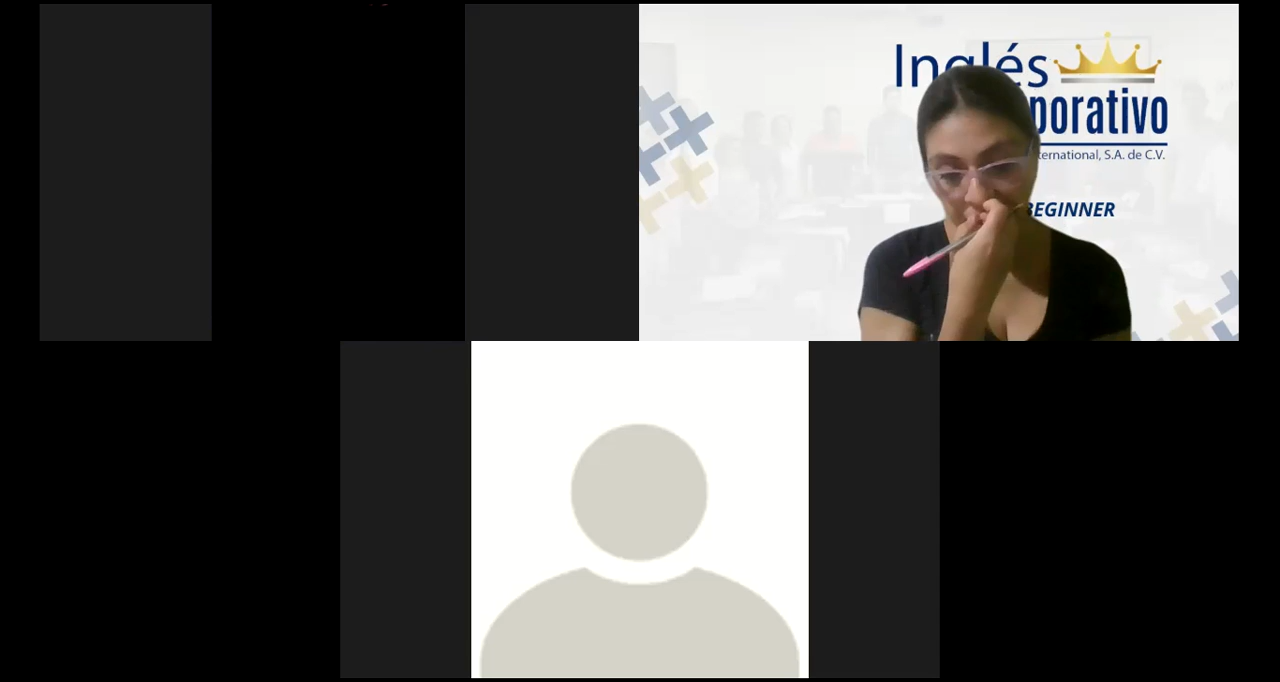 Inglés
porativo
ternational, S.A. de C.V.
BEGINNER